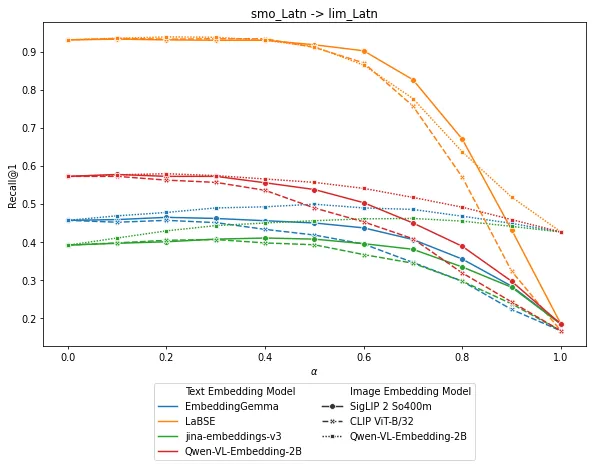 smo_Latn -> lim_Latn
Recall@1
0.9
0.8
0.7
0.6
0.5
0.4
0.3
0.2
0.0 0.2 0.4 0.6 0.8 1.0
α
Text Embedding Model
EmbeddingGemma
LaBSE
jina-embeddings-v3
Qwen-VL-Embedding-2B
Image Embedding Model
SigLIP 2 So400m
CLIP ViT-B/32
Qwen-VL-Embedding-2B